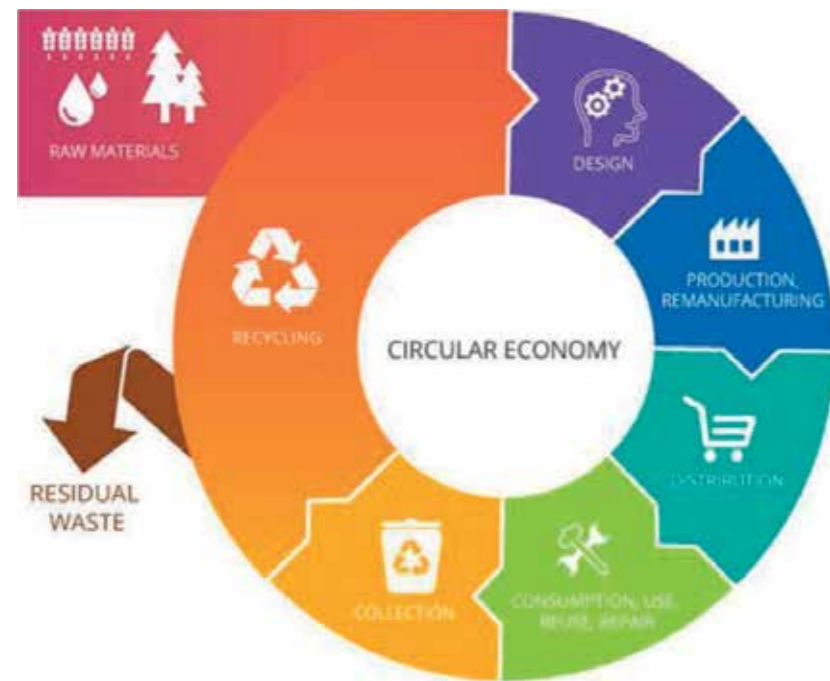 RAW MATERIALS
DESIGN
PRODUCTION,
REMANUFACTURING
RECYCLING
CIRCULAR ECONOMY
DISTRIBUTION
RESIDUAL
WASTE
COLLECTION
CONSUMPTION, USE,
REUSE, REPAIR